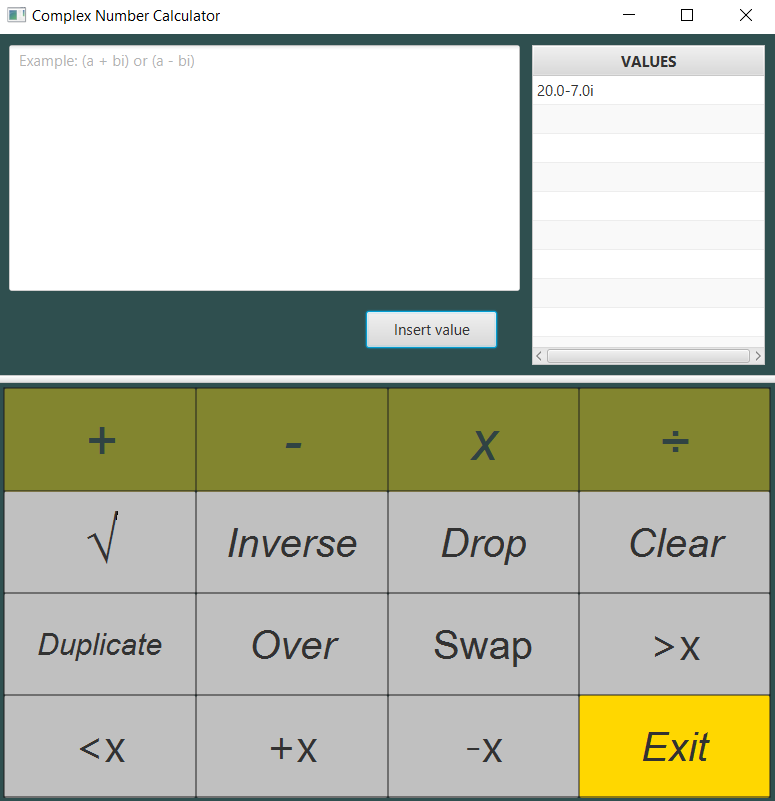 Complex Number Calculator
Example: (a + bi) or (a - bi)
VALUES
20.0-7.0i
Insert value
+ - x ÷
√ Inverse Drop Clear
Duplicate Over Swap >x
<x +x -x Exit